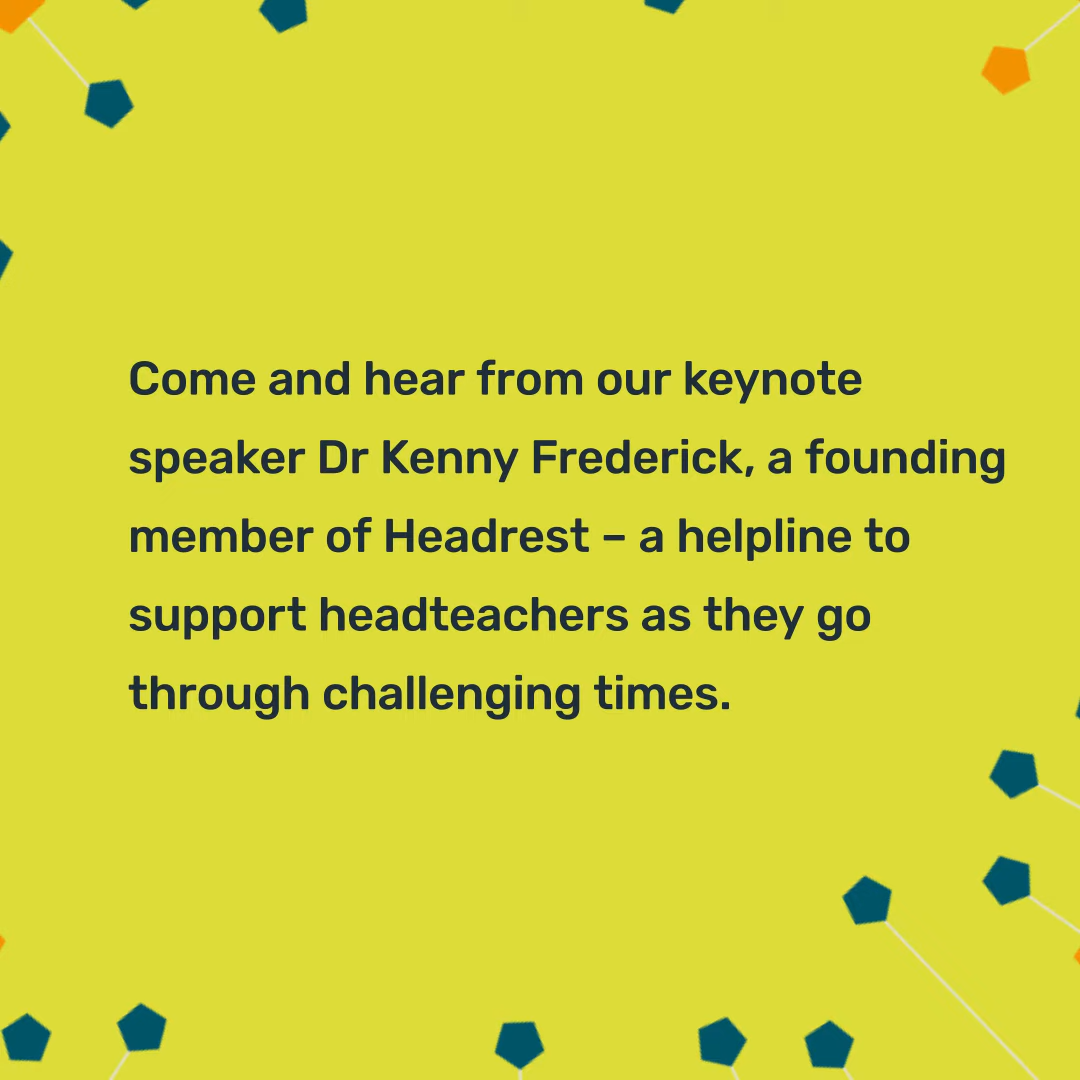 Come and hear from our keynote
speaker Dr Kenny Frederick, a founding
member of Headrest – a helpline to
support headteachers as they go
through challenging times.